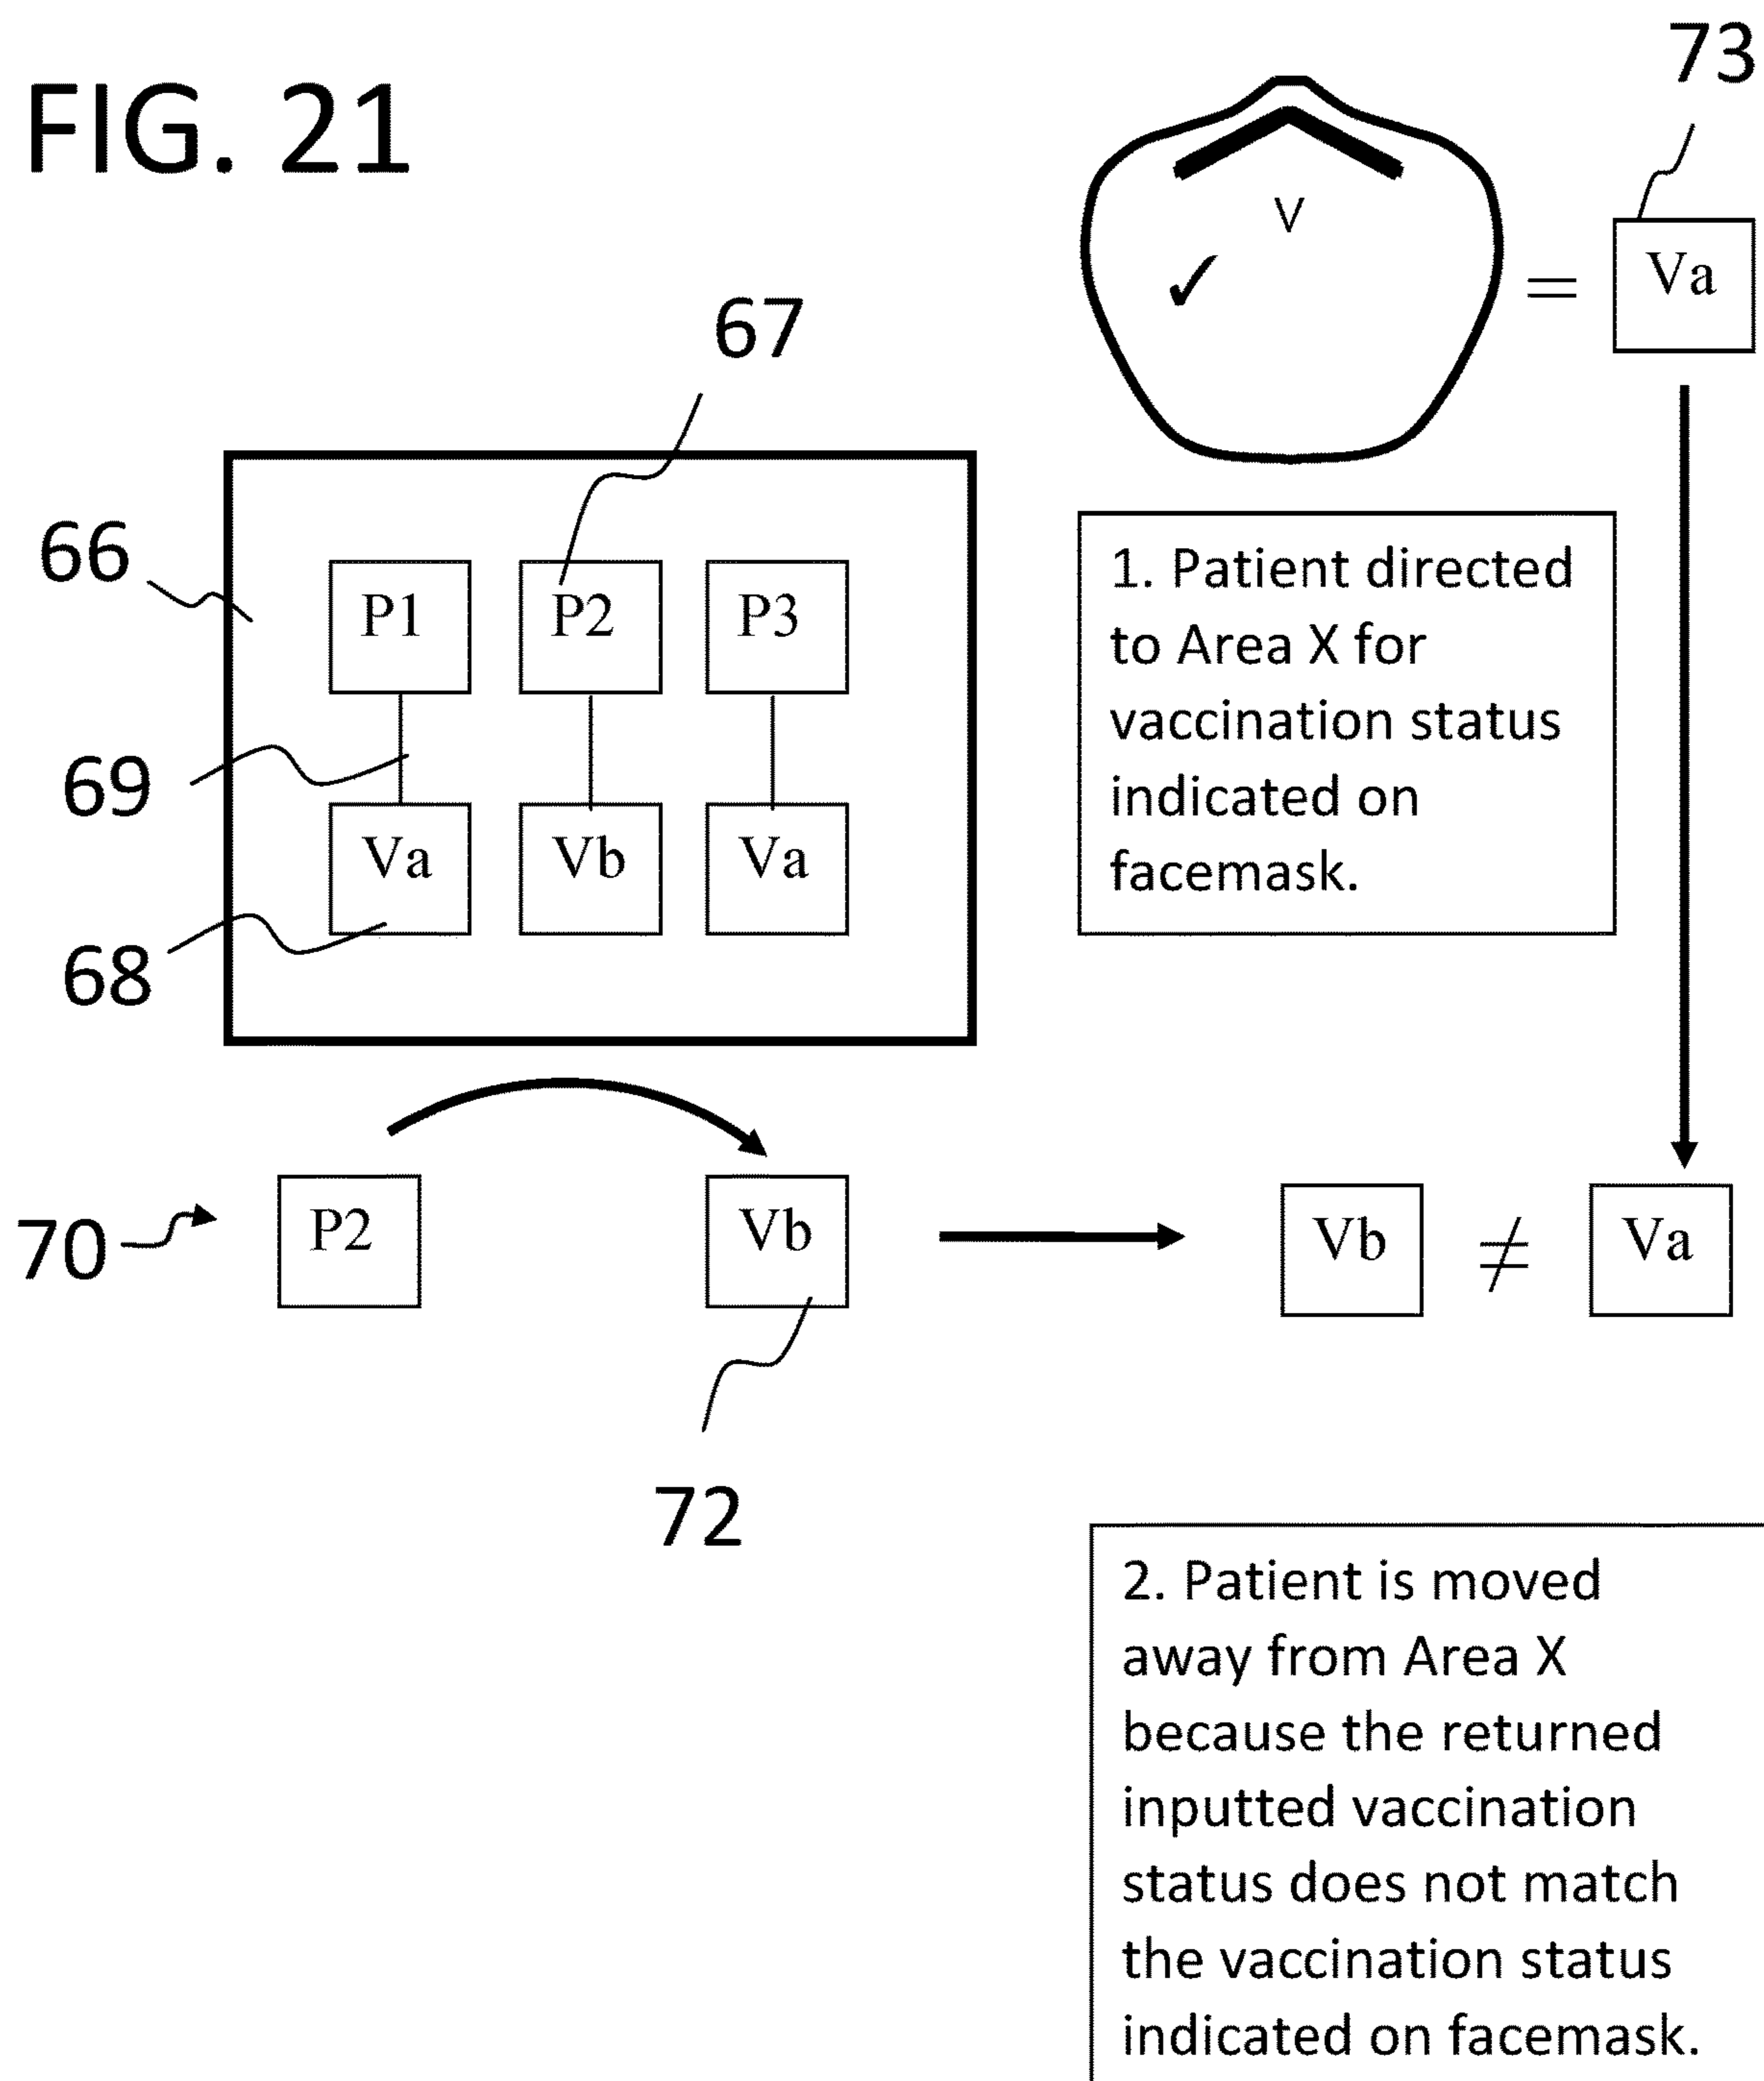 FIG. 21
73
V
✓
=
Va
67
66
P1
P2
P3
69
Va
Vb
Va
68
1. Patient directed
to Area X for
vaccination status
indicated on
facemask.
70
P2
Vb
Vb
≠
Va
72
2. Patient is moved
away from Area X
because the returned
inputted vaccination
status does not match
the vaccination status
indicated on facemask.